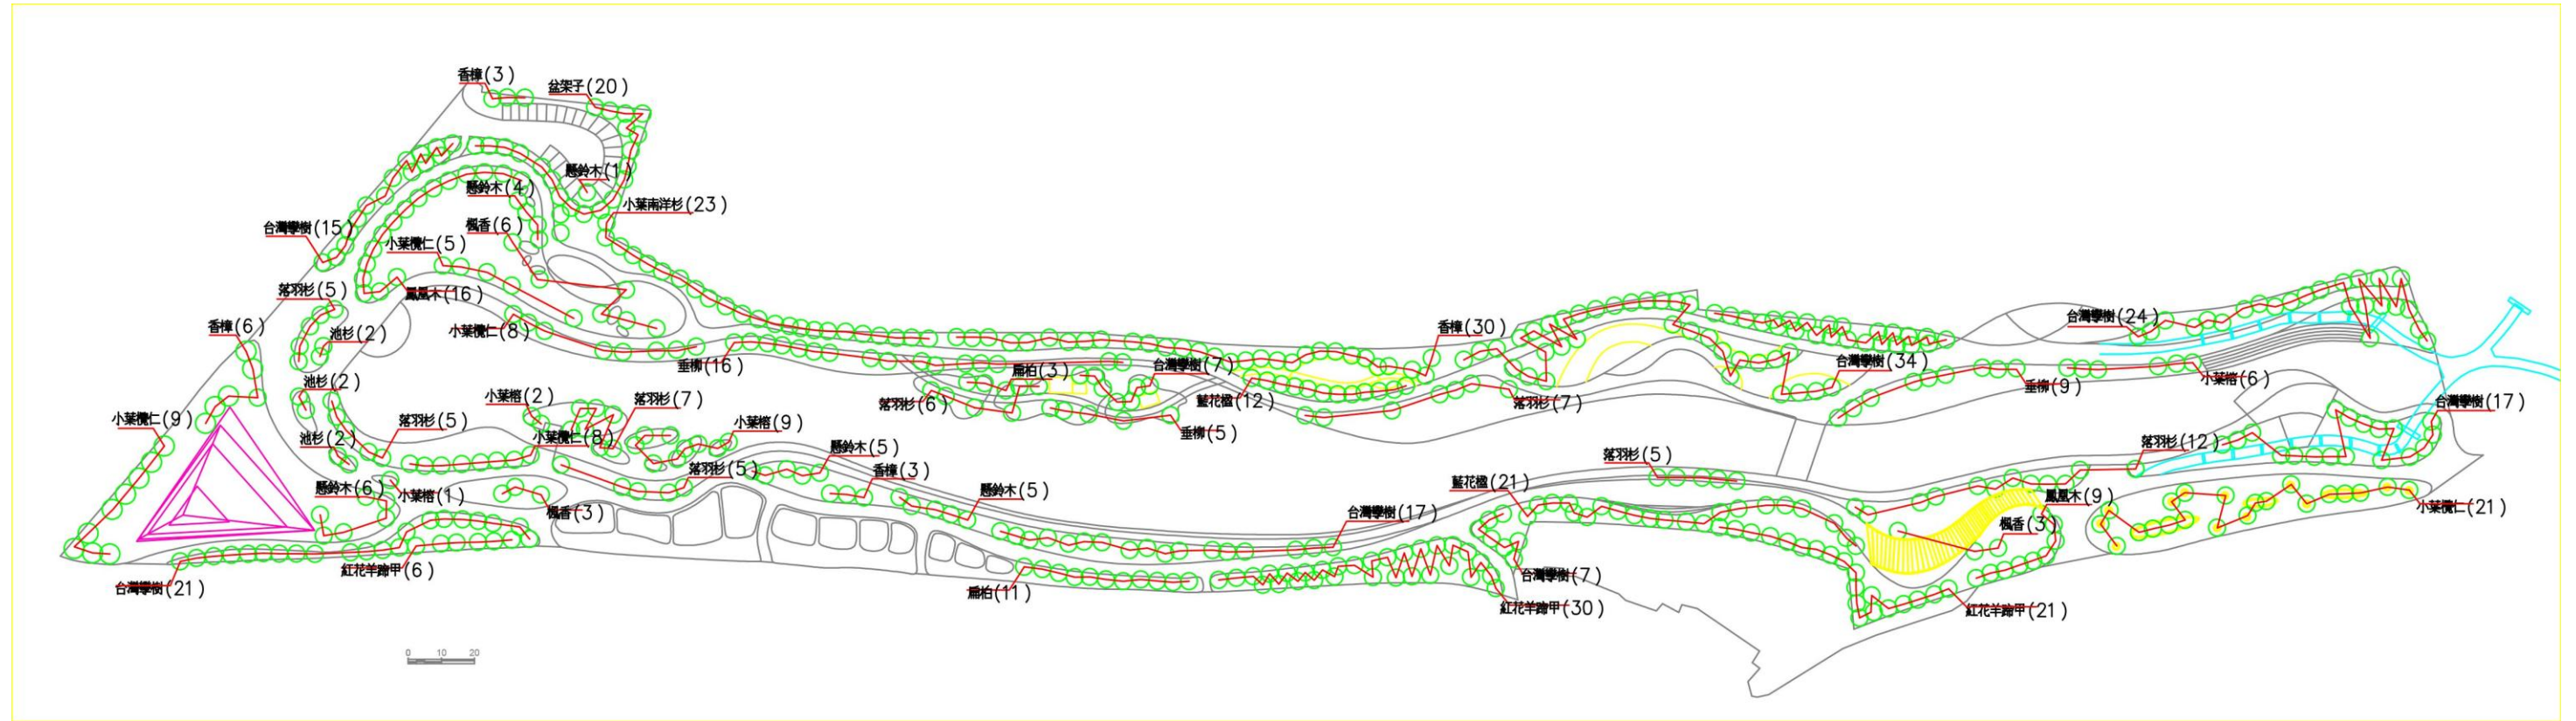 香樟(3)
盆架子(20)
懸鈴木(1)
懸鈴木(4)
小葉南洋杉(23)
台灣欒樹(15)
楓香(6)
小葉欖仁(5)
落羽杉(5)
鳳凰木(16)
香樟(6)
池杉(2)
小葉欖仁(8)
垂柳(16)
香樟(30)
台灣欒樹(24)
台灣欒樹(7)
扁柏(3)
台灣欒樹(34)
池杉(2)
小葉榕(2)
落羽杉(7)
落羽杉(6)
藍花楹(12)
落羽杉(7)
垂柳(9)
小葉榕(6)
台灣欒樹(17)
小葉欖仁(9)
落羽杉(5)
小葉榕(9)
垂柳(5)
池杉(2)
小葉欖仁(8)
懸鈴木(5)
落羽杉(12)
落羽杉(5)
落羽杉(5)
香樟(3)
藍花楹(21)
懸鈴木(6)
小葉榕(1)
懸鈴木(5)
鳳凰木(9)
小葉欖仁(21)
楓香(3)
台灣欒樹(17)
楓香(3)
紅花羊蹄甲(6)
台灣欒樹(7)
台灣欒樹(21)
扁柏(11)
紅花羊蹄甲(30)
紅花羊蹄甲(21)
0 10 20